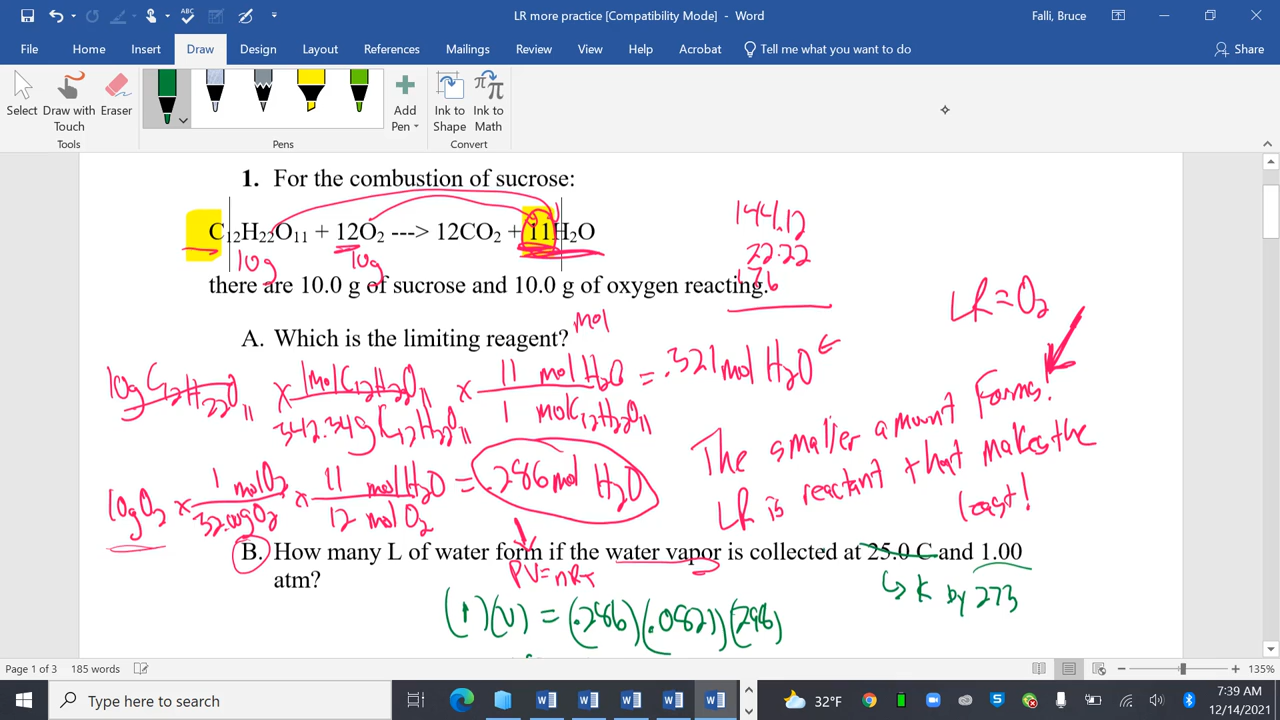 LR more practice [Compatibility Mode] - Word
Falli, Bruce
File Home Insert Draw Design Layout References Mailings Review View Help Acrobat Tell me what you want to do Share
Select Draw with Touch Eraser Add Pen Ink to Shape Ink to Math
Tools Pens Convert
1. For the combustion of sucrose:
144.12
C12H22O11 + 12O2 ---> 12CO2 + 11H2O
22.22
10g 10g
176
there are 10.0 g of sucrose and 10.0 g of oxygen reacting.
LR = O2
mol
A. Which is the limiting reagent?
10g C12H22O11 x 1 mol C12H22O11 / 342.34g C12H22O11 x 11 mol H2O / 1 mol C12H22O11 = .321 mol H2O ←
The smaller amount forms!
LR is reactant that makes the
least!
10g O2 x 1 mol O2 / 32.00g O2 x 11 mol H2O / 12 mol O2 = .286 mol H2O
B. How many L of water form if the water vapor is collected at 25.0 C and 1.00
atm?
PV = nRT
↳ K by 273
(1)(V) = (.286)(.0821)(298)
Page 1 of 3 185 words 135%
Type here to search
32°F
7:39 AM
12/14/2021